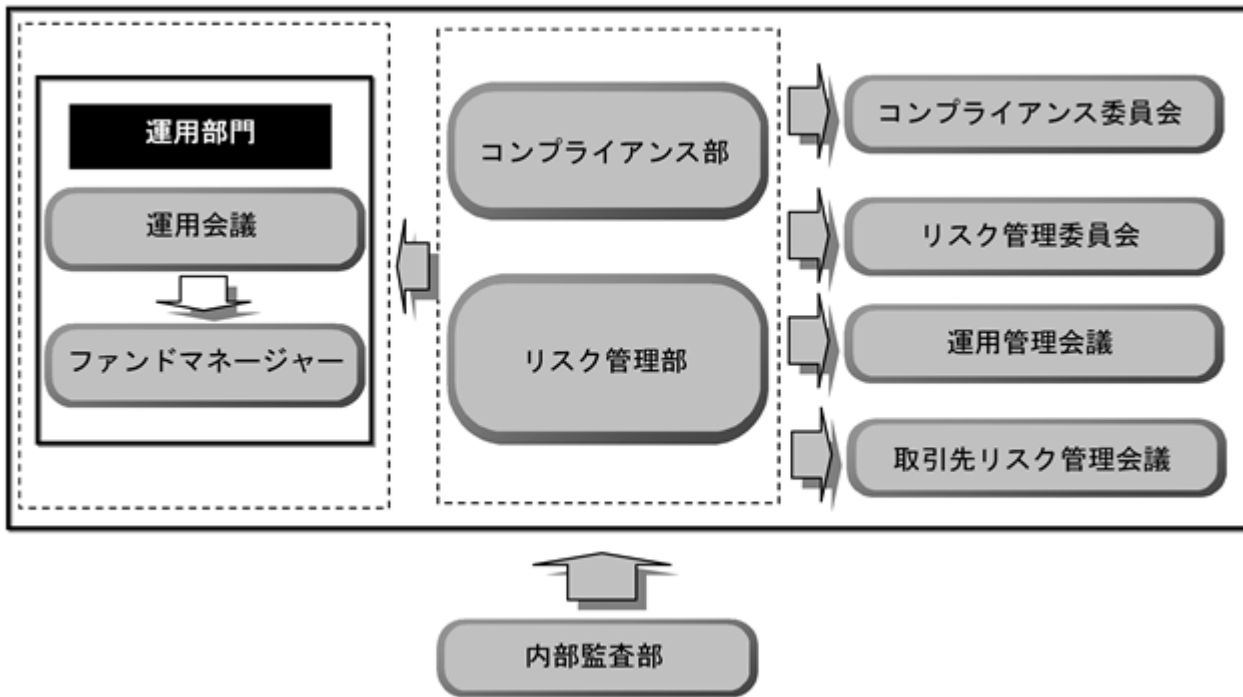 運用部門
運用会議
ファンドマネージャー
コンプライアンス部
リスク管理部
コンプライアンス委員会
リスク管理委員会
運用管理会議
取引先リスク管理会議
内部監査部